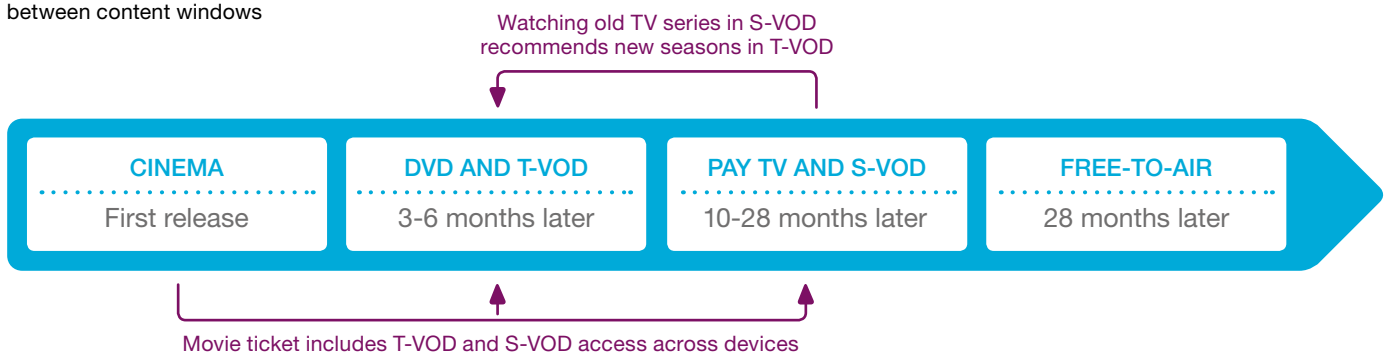 between content windows
Watching old TV series in S-VOD
recommends new seasons in T-VOD
CINEMA
First release
DVD AND T-VOD
3-6 months later
PAY TV AND S-VOD
10-28 months later
FREE-TO-AIR
28 months later
Movie ticket includes T-VOD and S-VOD access across devices